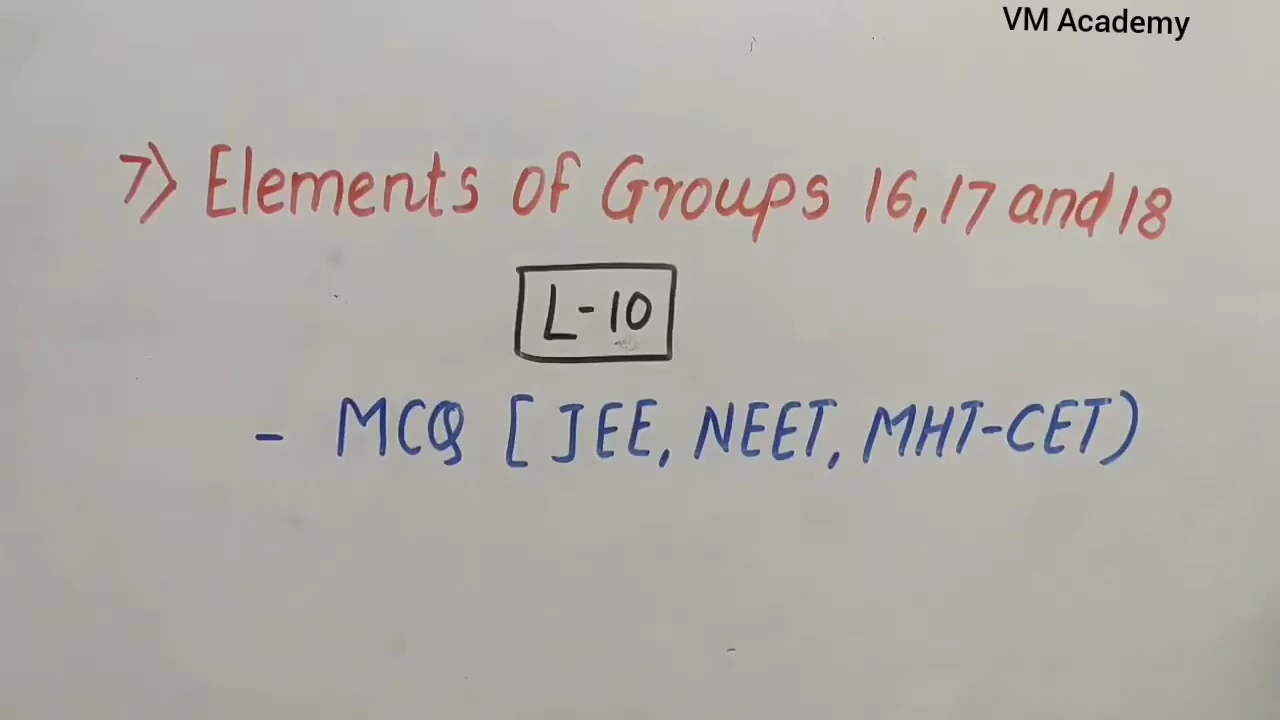 VM Academy
7> Elements of Groups 16, 17 and 18
L-10
- MCQ [JEE, NEET, MHT-CET)